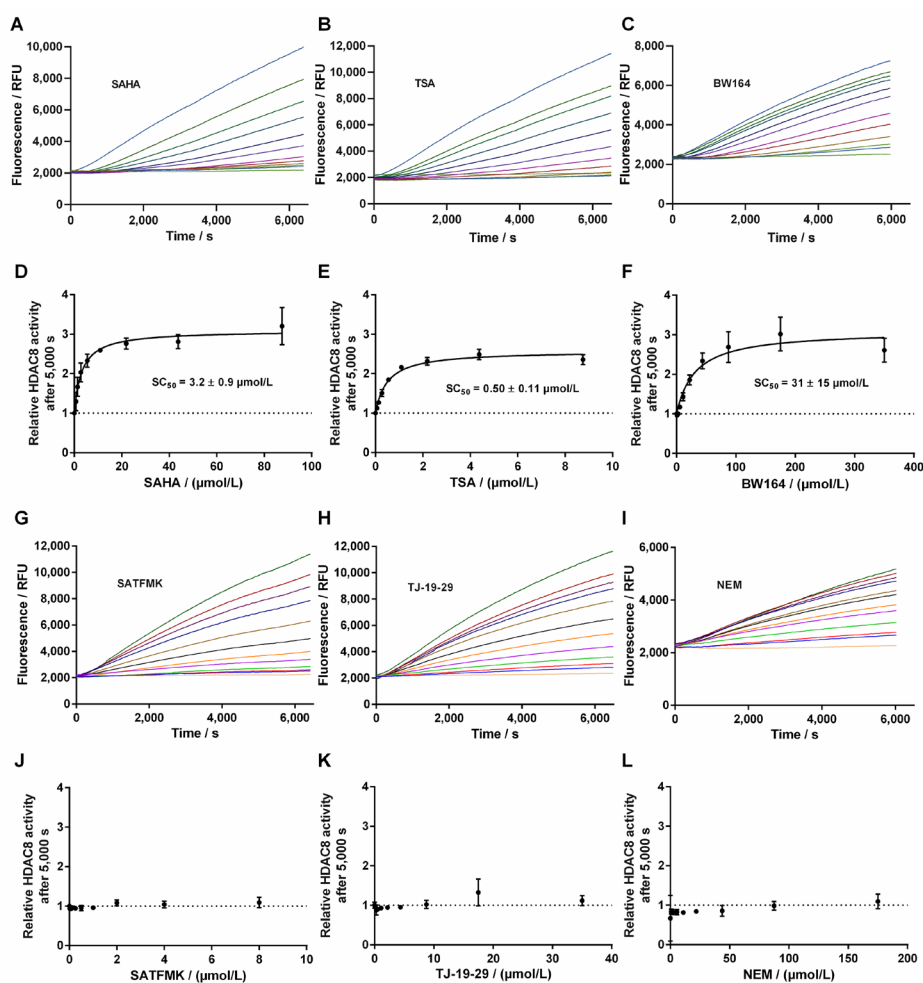 A
B
C
10,000
8,000
6,000
4,000
2,000
0
Fluorescence / RFU
SAHA
0
2,000
4,000
6,000
Time / s
12,000
10,000
8,000
6,000
4,000
2,000
0
Fluorescence / RFU
TSA
0
2,000
4,000
6,000
Time / s
8,000
6,000
4,000
2,000
0
Fluorescence / RFU
BW164
0
2,000
4,000
6,000
Time / s
D
E
F
4
3
2
1
0
Relative HDAC8 activity
after 5,000 s
SC50 = 3.2 ± 0.9 μmol/L
0
20
40
60
80
100
SAHA / (μmol/L)
4
3
2
1
0
Relative HDAC8 activity
after 5,000 s
SC50 = 0.50 ± 0.11 μmol/L
0
2
4
6
8
10
TSA / (μmol/L)
4
3
2
1
0
Relative HDAC8 activity
after 5,000 s
SC50 = 31 ± 15 μmol/L
0
100
200
300
400
BW164 / (μmol/L)
G
H
I
12,000
10,000
8,000
6,000
4,000
2,000
0
Fluorescence / RFU
SATFMK
0
2,000
4,000
6,000
Time / s
12,000
10,000
8,000
6,000
4,000
2,000
0
Fluorescence / RFU
TJ-19-29
0
2,000
4,000
6,000
Time / s
6,000
4,000
2,000
0
Fluorescence / RFU
NEM
0
2,000
4,000
6,000
Time / s
J
K
L
4
3
2
1
0
Relative HDAC8 activity
after 5,000 s
0
2
4
6
8
10
SATFMK / (μmol/L)
4
3
2
1
0
Relative HDAC8 activity
after 5,000 s
0
10
20
30
40
TJ-19-29 / (μmol/L)
4
3
2
1
0
Relative HDAC8 activity
after 5,000 s
0
50
100
150
200
NEM / (μmol/L)